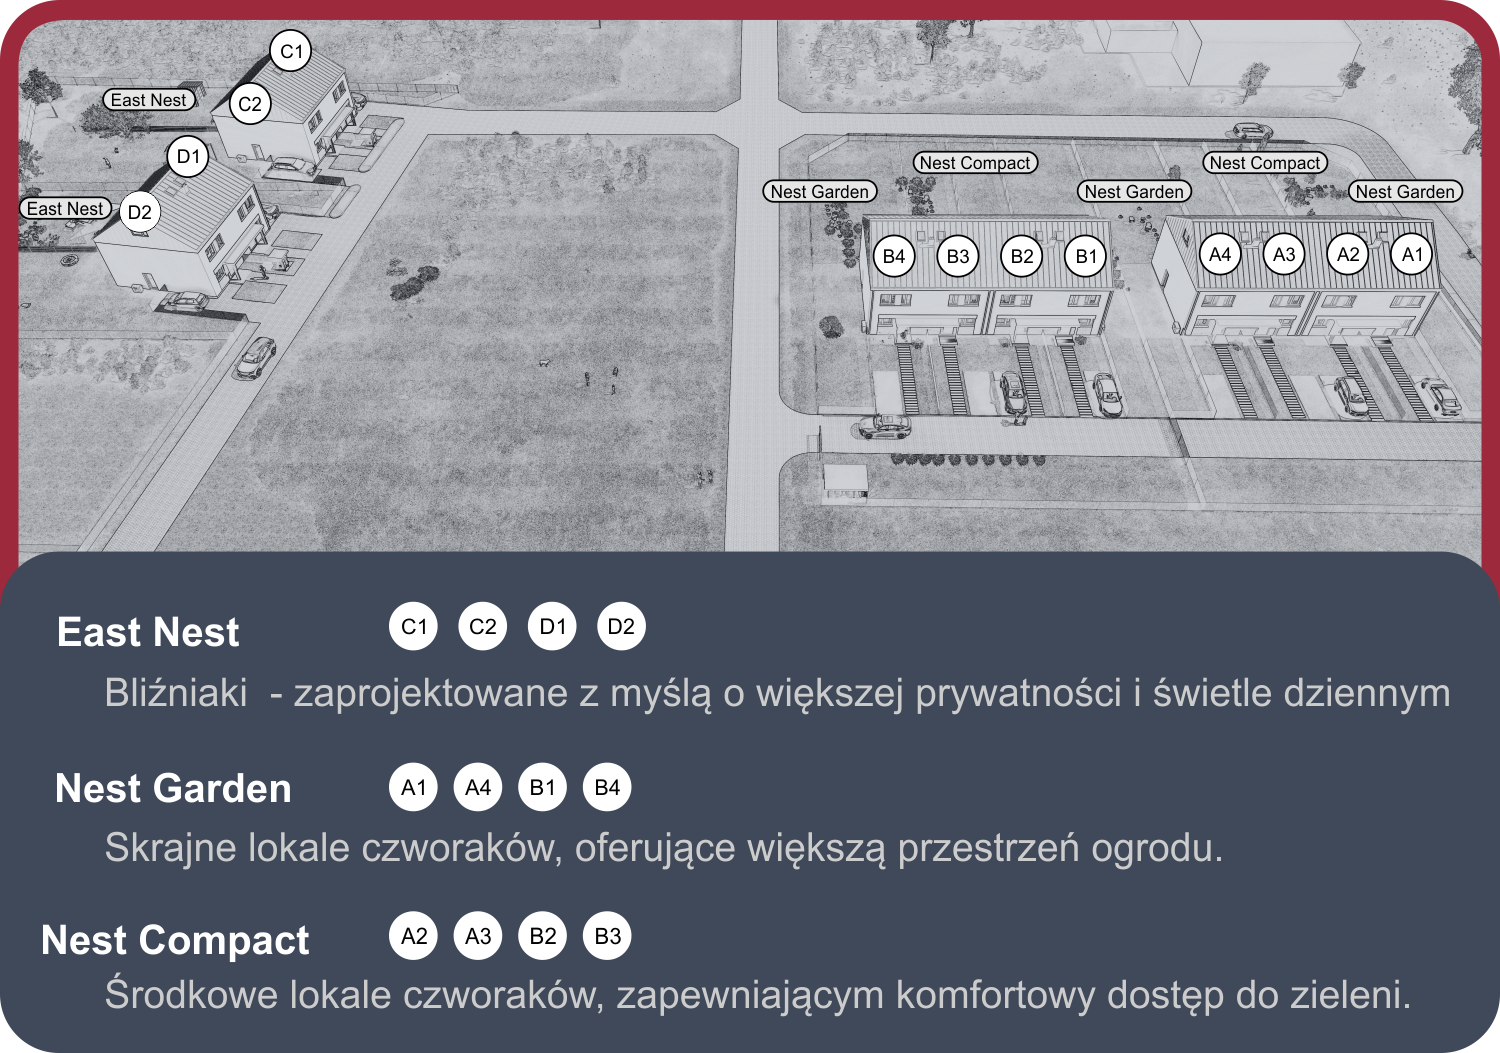 C1
East Nest
C2
D1
East Nest
D2
Nest Compact
Nest Compact
Nest Garden
Nest Garden
Nest Garden
B4 B3 B2 B1 A4 A3 A2 A1
East Nest C1 C2 D1 D2
Bliźniaki - zaprojektowane z myślą o większej prywatności i świetle dziennym
Nest Garden A1 A4 B1 B4
Skrajne lokale czworaków, oferujące większą przestrzeń ogrodu.
Nest Compact A2 A3 B2 B3
Środkowe lokale czworaków, zapewniającym komfortowy dostęp do zieleni.